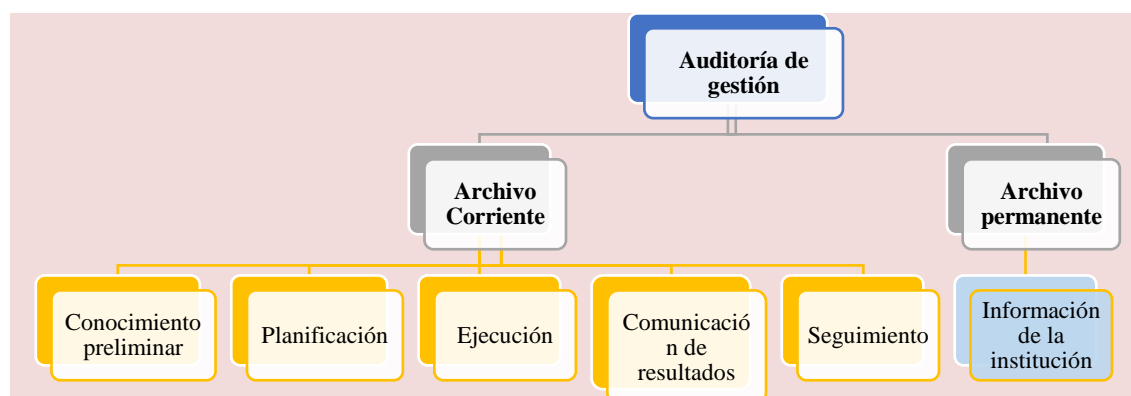 Auditoría de
gestión
Archivo
Corriente
Archivo
permanente
Conocimiento
preliminar
Planificación
Ejecución
Comunicació
n de
resultados
Seguimiento
Información
de la
institución